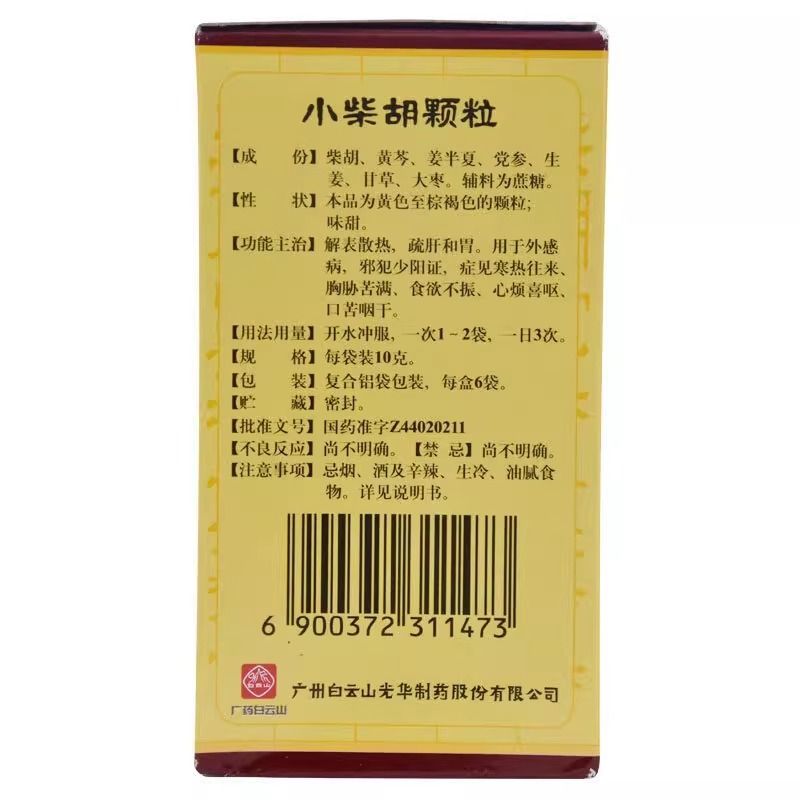 小柴胡颗粒
【成 份】柴胡、黄芩、姜半夏、党参、生
姜、甘草、大枣。辅料为蔗糖。
【性 状】本品为黄色至棕褐色的颗粒;
味甜。
【功能主治】解表散热,疏肝和胃。用于外感
病,邪犯少阳证,症见寒热往来、
胸胁苦满、食欲不振、心烦喜呕、
口苦咽干。
【用法用量】开水冲服,一次1~2袋,一日3次。
【规 格】每袋装10克。
【包 装】复合铝袋包装,每盒6袋。
【贮 藏】密封。
【批准文号】国药准字Z44020211
【不良反应】尚不明确。【禁 忌】尚不明确。
【注意事项】忌烟、酒及辛辣、生冷、油腻食
物。详见说明书。
6 900372 311473
白云山
广药白云山
广州白云山光华制药股份有限公司